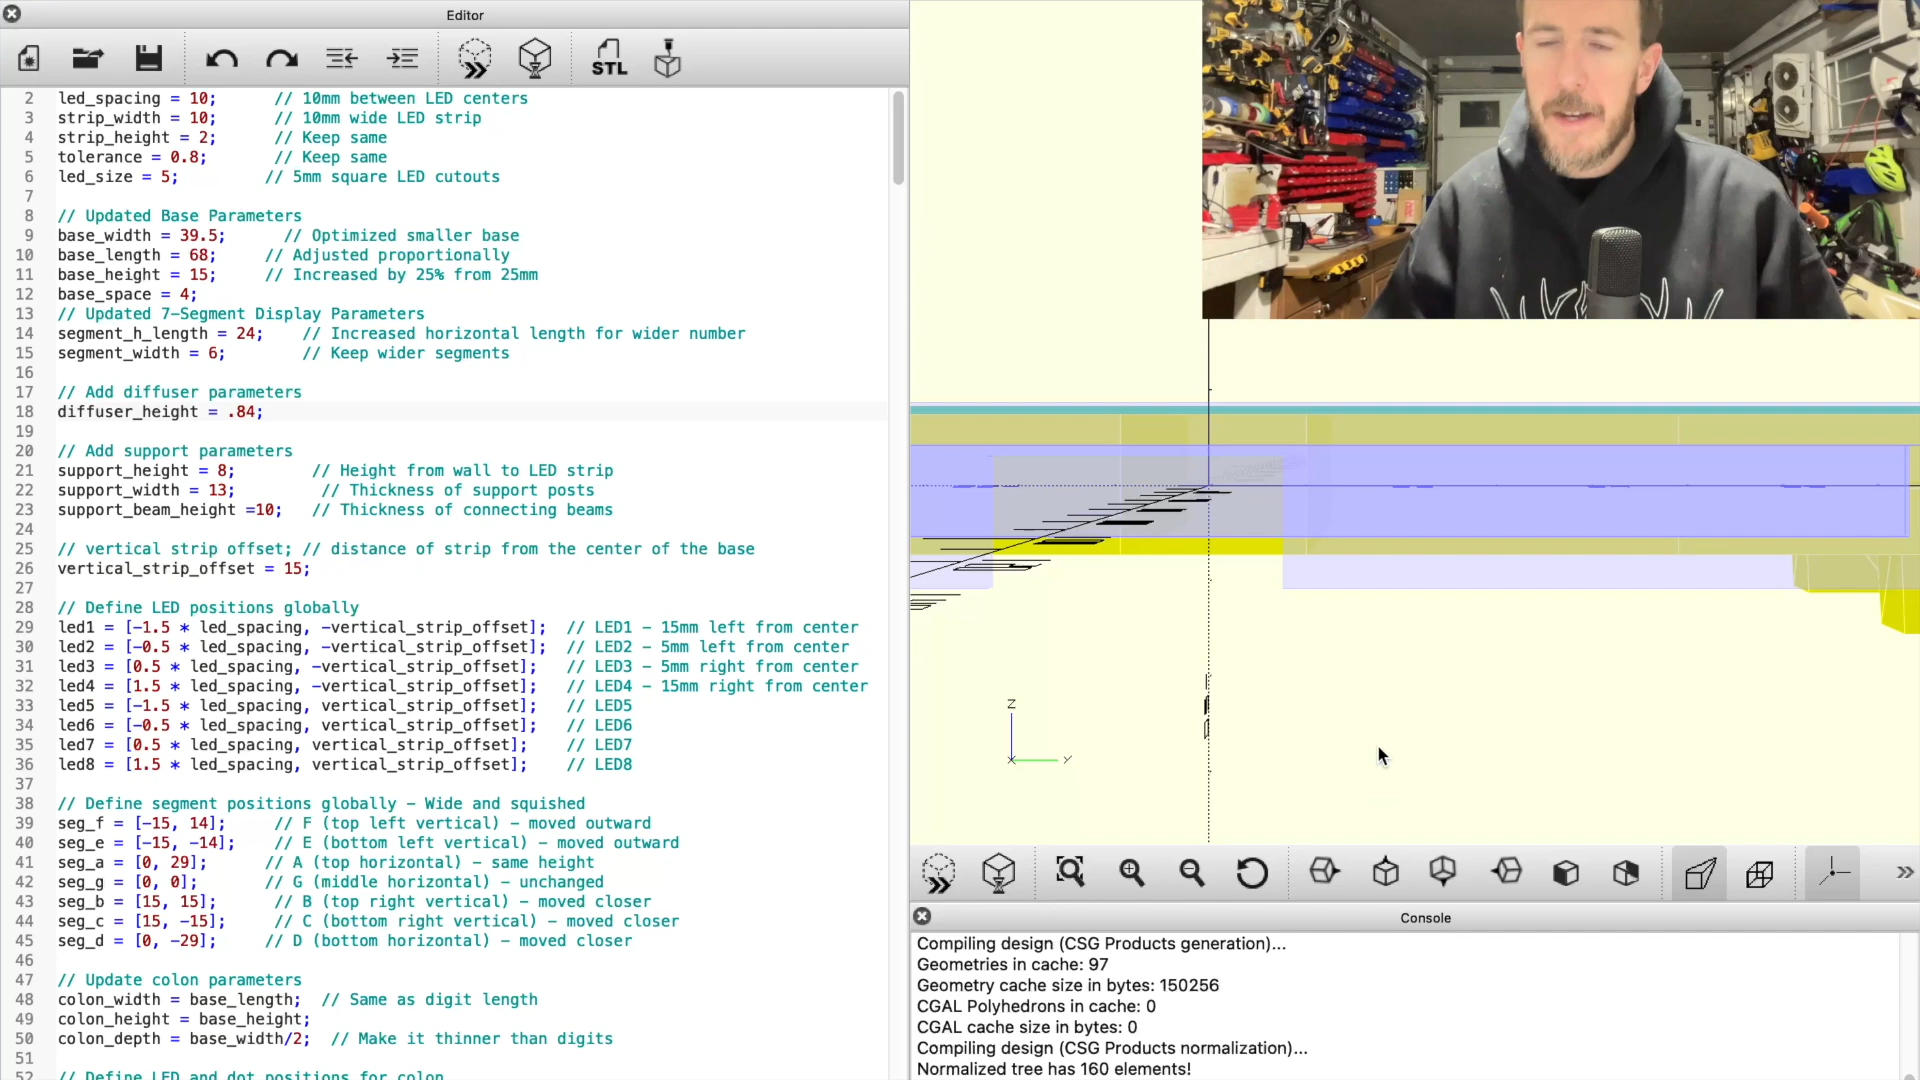 Editor
STL
2 led_spacing = 10; // 10mm between LED centers
3 strip_width = 10; // 10mm wide LED strip
4 strip_height = 2; // Keep same
5 tolerance = 0.8; // Keep same
6 led_size = 5; // 5mm square LED cutouts
7
8 // Updated Base Parameters
9 base_width = 39.5; // Optimized smaller base
10 base_length = 68; // Adjusted proportionally
11 base_height = 15; // Increased by 25% from 25mm
12 base_space = 4;
13 // Updated 7-Segment Display Parameters
14 segment_h_length = 24; // Increased horizontal length for wider number
15 segment_width = 6; // Keep wider segments
16
17 // Add diffuser parameters
18 diffuser_height = .84;
19
20 // Add support parameters
21 support_height = 8; // Height from wall to LED strip
22 support_width = 13; // Thickness of support posts
23 support_beam_height =10; // Thickness of connecting beams
24
25 // vertical strip offset; // distance of strip from the center of the base
26 vertical_strip_offset = 15;
27
28 // Define LED positions globally
29 led1 = [-1.5 * led_spacing, -vertical_strip_offset]; // LED1 - 15mm left from center
30 led2 = [-0.5 * led_spacing, -vertical_strip_offset]; // LED2 - 5mm left from center
31 led3 = [0.5 * led_spacing, -vertical_strip_offset]; // LED3 - 5mm right from center
32 led4 = [1.5 * led_spacing, -vertical_strip_offset]; // LED4 - 15mm right from center
33 led5 = [-1.5 * led_spacing, vertical_strip_offset]; // LED5
34 led6 = [-0.5 * led_spacing, vertical_strip_offset]; // LED6
35 led7 = [0.5 * led_spacing, vertical_strip_offset]; // LED7
36 led8 = [1.5 * led_spacing, vertical_strip_offset]; // LED8
37
38 // Define segment positions globally - Wide and squished
39 seg_f = [-15, 14]; // F (top left vertical) - moved outward
40 seg_e = [-15, -14]; // E (bottom left vertical) - moved outward
41 seg_a = [0, 29]; // A (top horizontal) - same height
42 seg_g = [0, 0]; // G (middle horizontal) - unchanged
43 seg_b = [15, 15]; // B (top right vertical) - moved closer
44 seg_c = [15, -15]; // C (bottom right vertical) - moved closer
45 seg_d = [0, -29]; // D (bottom horizontal) - moved closer
46
47 // Update colon parameters
48 colon_width = base_length; // Same as digit length
49 colon_height = base_height;
50 colon_depth = base_width/2; // Make it thinner than digits
51
52 // Define LED and dot positions for colon
Z
X
Y
Console
Compiling design (CSG Products generation)...
Geometries in cache: 97
Geometry cache size in bytes: 150256
CGAL Polyhedrons in cache: 0
CGAL cache size in bytes: 0
Compiling design (CSG Products normalization)...
Normalized tree has 160 elements!